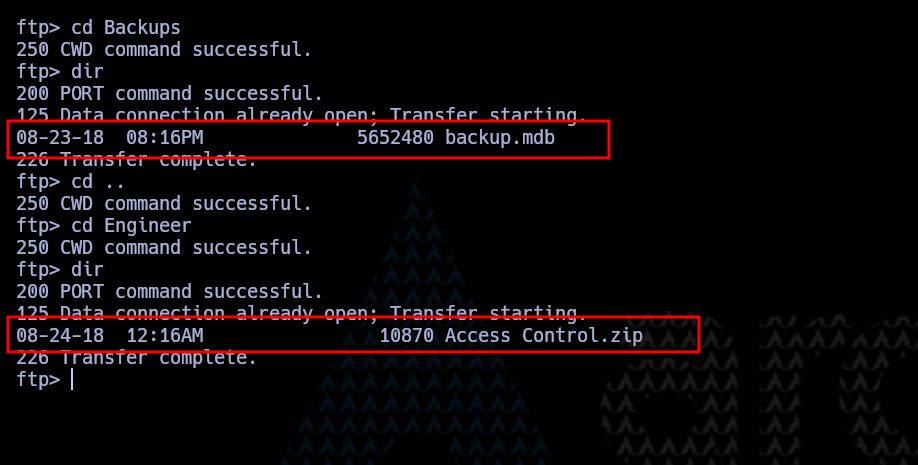 ftp> cd Backups
250 CWD command successful.
ftp> dir
200 PORT command successful.
125 Data connection already open; Transfer starting.
08-23-18  08:16PM              5652480 backup.mdb
226 Transfer complete.
ftp> cd ..
250 CWD command successful.
ftp> cd Engineer
250 CWD command successful.
ftp> dir
200 PORT command successful.
125 Data connection already open; Transfer starting.
08-24-18  12:16AM                10870 Access Control.zip
226 Transfer complete.
ftp>